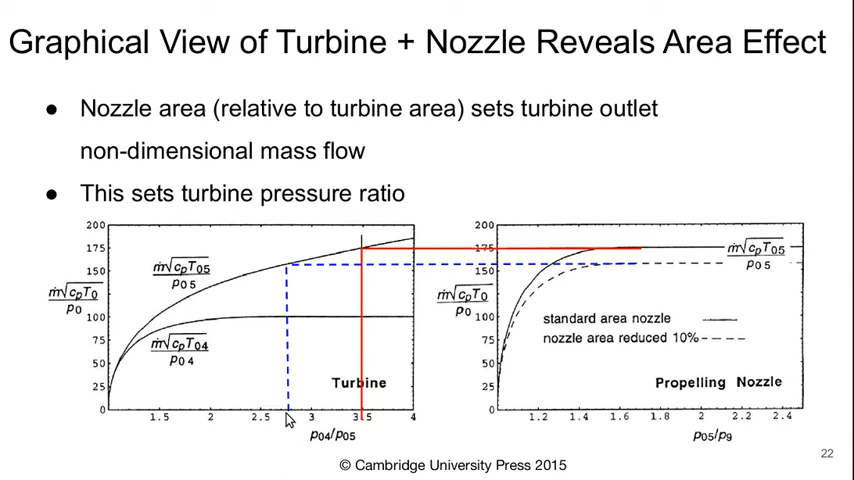 Graphical View of Turbine + Nozzle Reveals Area Effect
● Nozzle area (relative to turbine area) sets turbine outlet
non-dimensional mass flow
● This sets turbine pressure ratio
200
175
150
100
75
50
25
0
ṁ√cpT0
p0
ṁ√cpT05
p05
ṁ√cpT04
p04
Turbine
1.5 2 2.5 3 3.5 4
p04/p05
200
175
150
100
75
50
25
0
ṁ√cpT0
p0
ṁ√cpT05
p05
standard area nozzle
nozzle area reduced 10%
Propelling Nozzle
1.2 1.4 1.6 1.8 2 2.2 2.4
p05/p9
© Cambridge University Press 2015
22